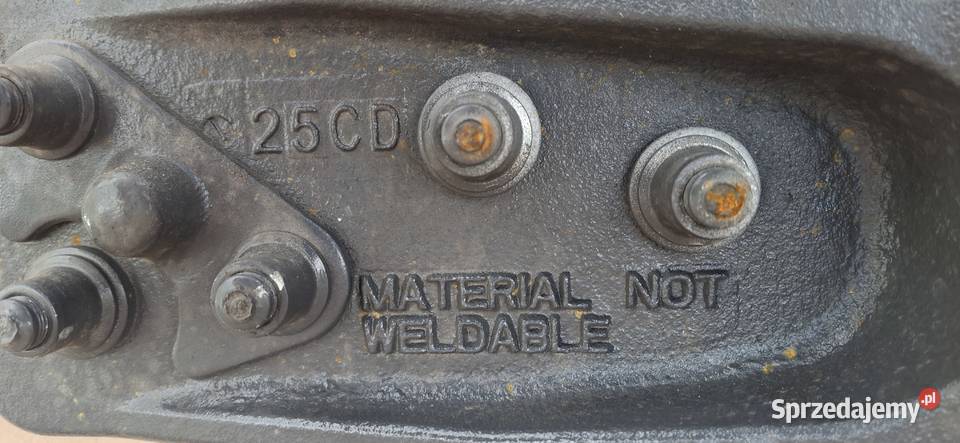 25CD
MATERIAL NOT
WELDABLE
Sprzedajemy.pl